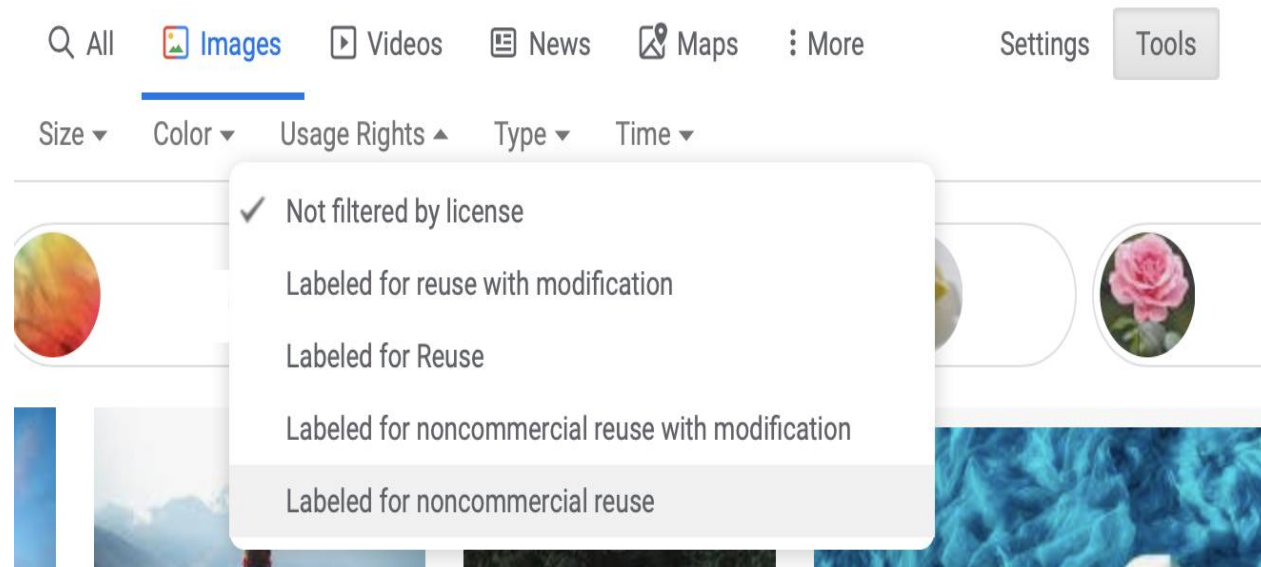 All Images Videos News Maps More Settings Tools
Size Color Usage Rights Type Time
Not filtered by license
Labeled for reuse with modification
Labeled for Reuse
Labeled for noncommercial reuse with modification
Labeled for noncommercial reuse